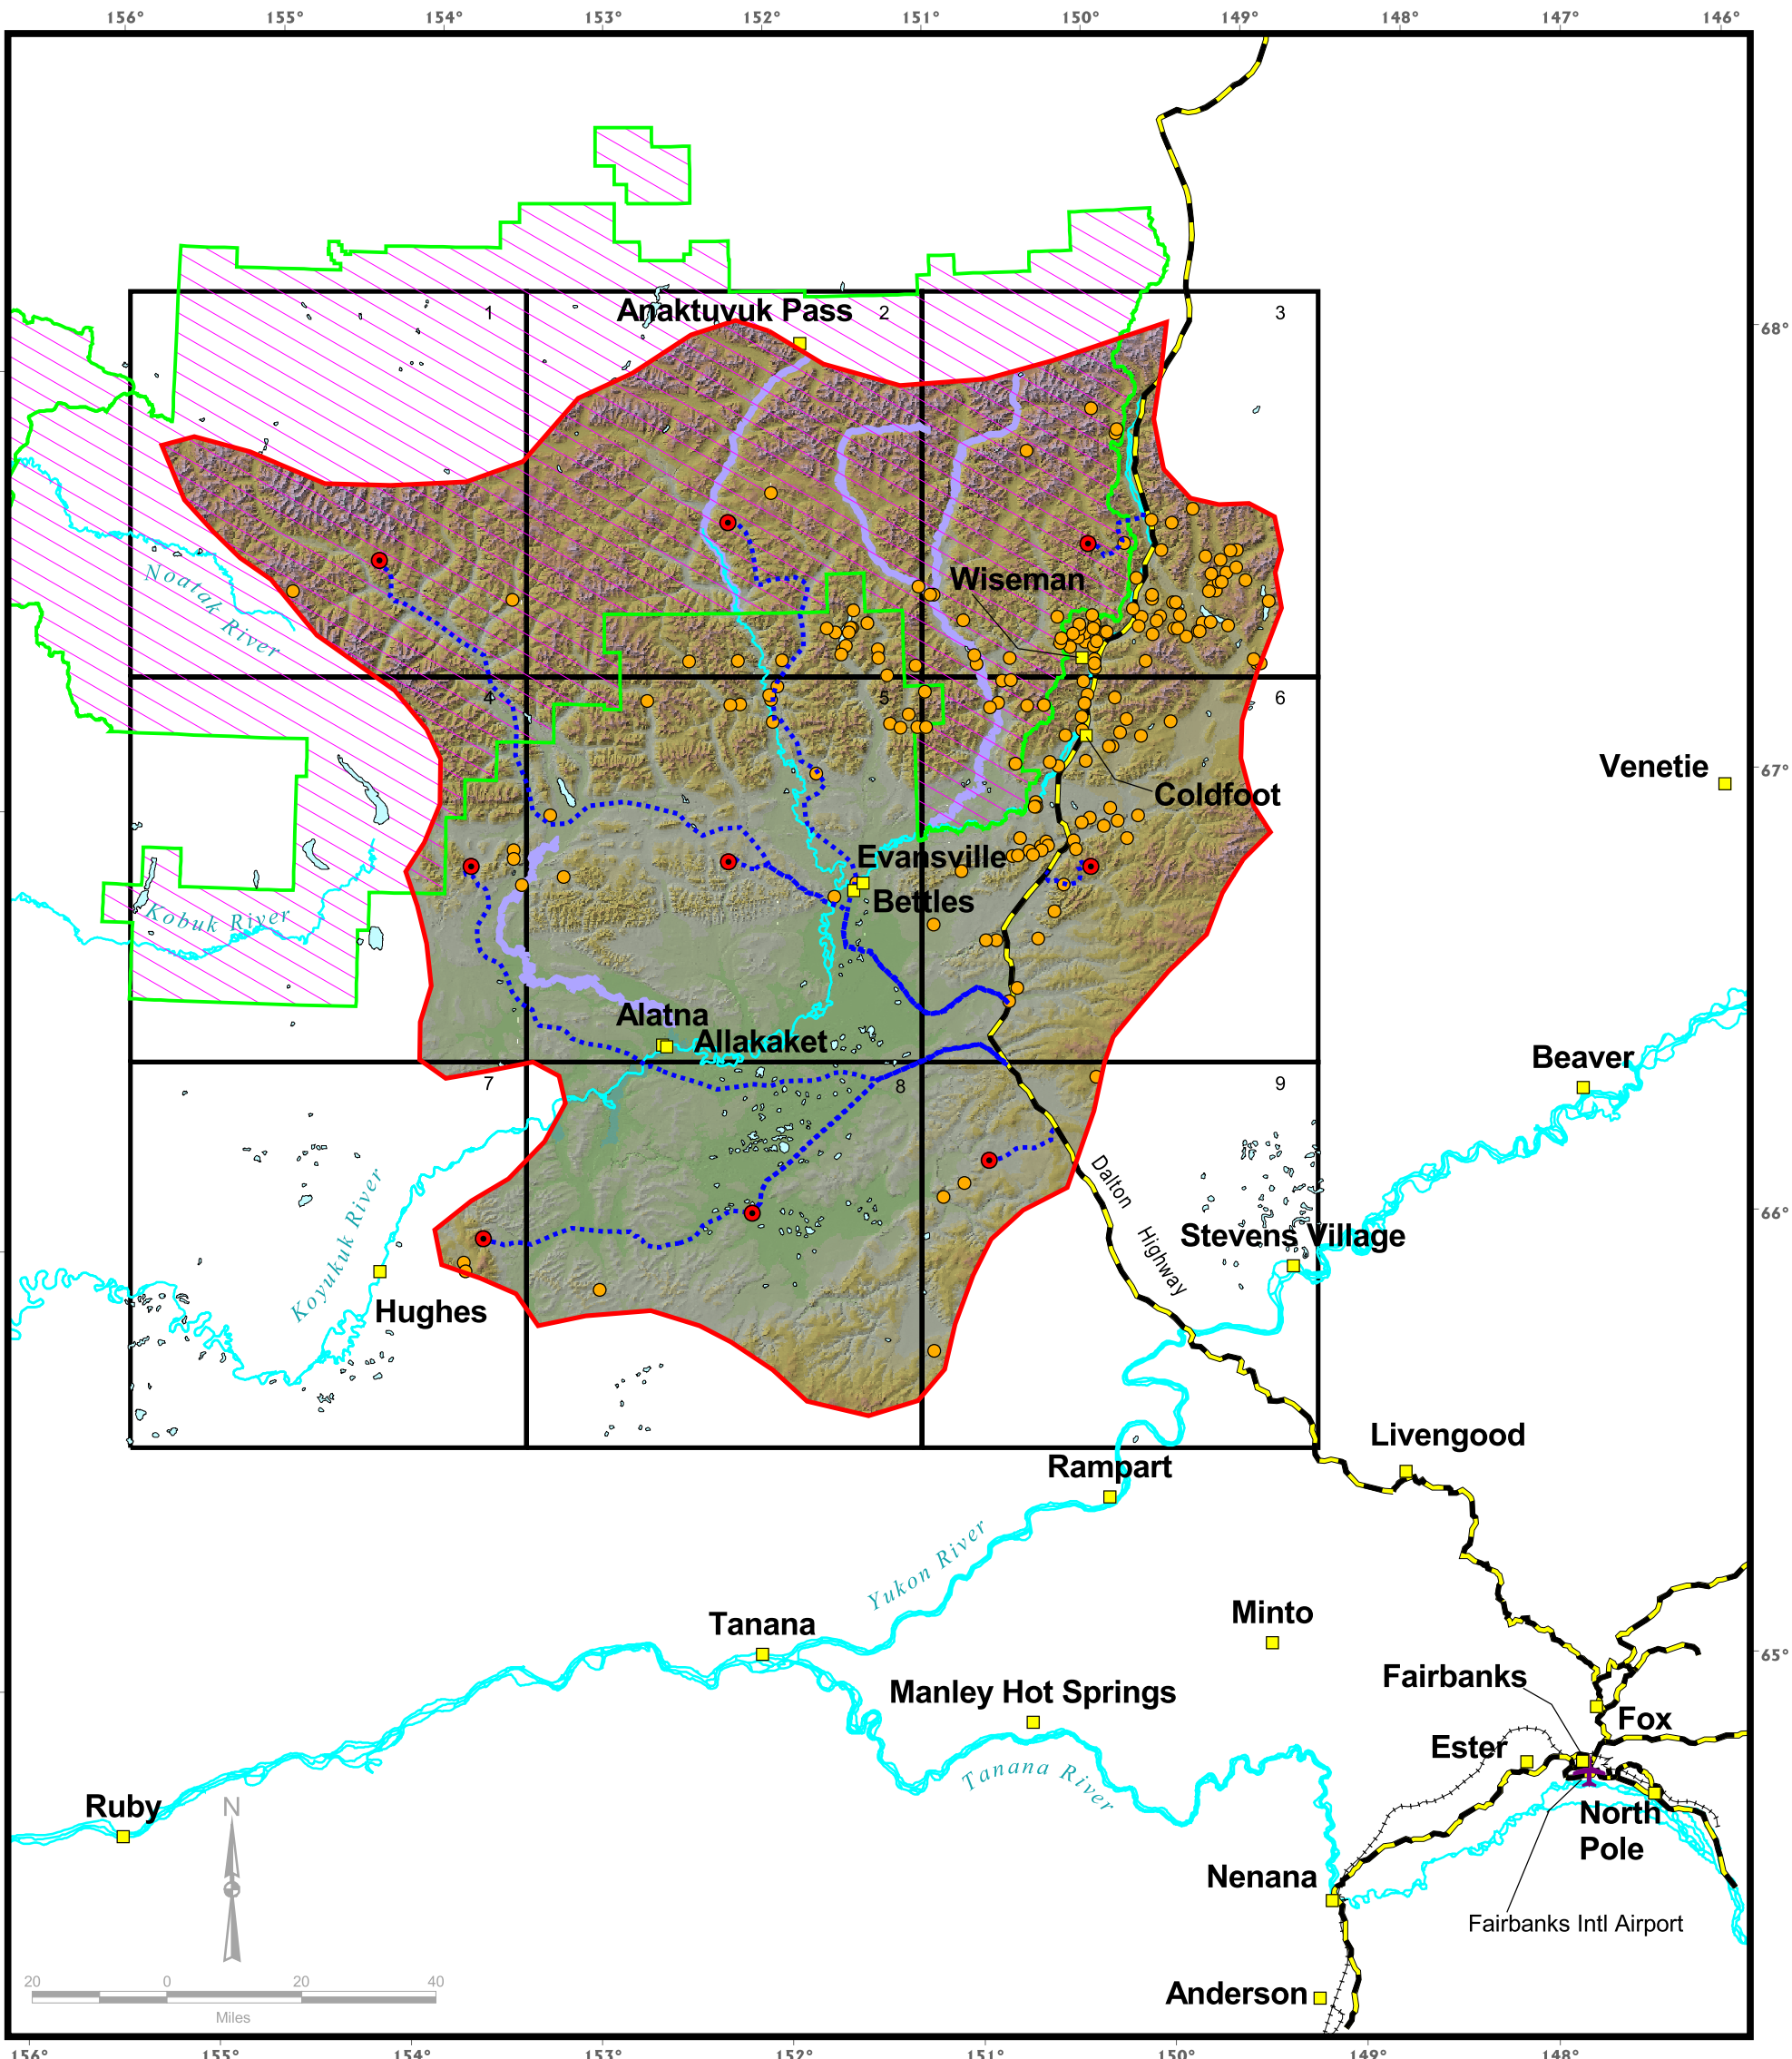 156° 155° 154° 153° 152° 151° 150° 149° 148° 147° 146°
1
Anaktuvuk Pass
2
3
68°
Noatak River
Wiseman
4
5
6
67°
Venetie
Coldfoot
Evansville
Bettles
Kobuk River
Alatna
Allakaket
Beaver
7
8
9
Dalton Highway
66°
Koyukuk River
Stevens Village
Hughes
Livengood
Rampart
Yukon River
Minto
Tanana
65°
Fairbanks
Manley Hot Springs
Fox
Ester
Tanana River
Ruby
N
North
Pole
Nenana
Fairbanks Intl Airport
20 0 20 40
Anderson
Miles
156° 155° 154° 153° 152° 151° 150° 149° 148°